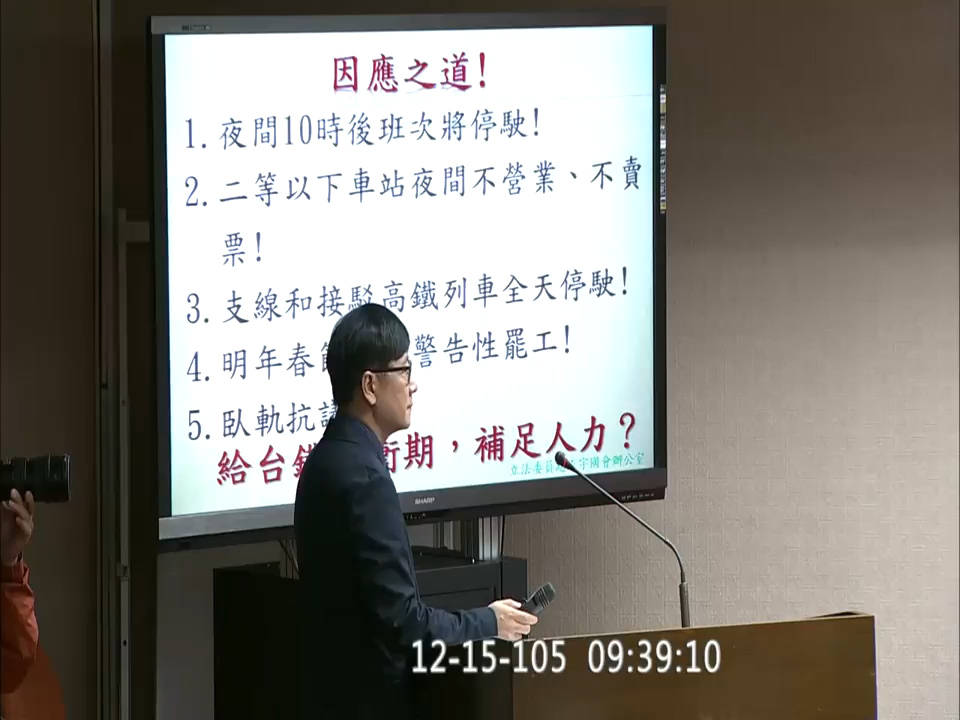 因應之道!
1. 夜間10時後班次將停駛!
2. 二等以下車站夜間不營業、不賣
票!
3. 支線和接駁高鐵列車全天停駛!
4. 明年春 警告性罷工!
5. 臥軌抗
給台 衝期，補足人力？
立法委員 宇國會辦公室
SHARP
12-15-105 09:39:10